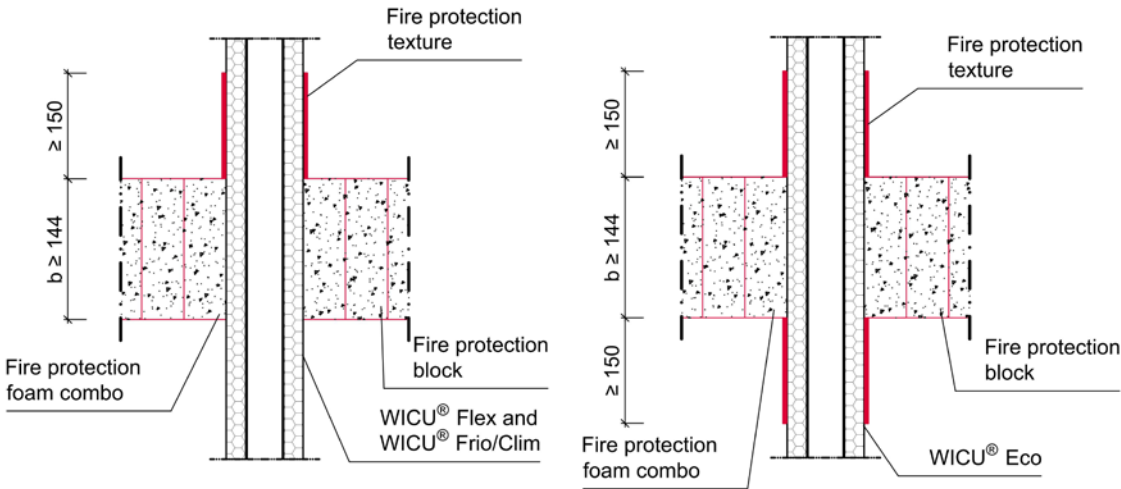 Fire protection
texture
≥ 150
b ≥ 144
Fire protection
foam combo
Fire protection
block
WICU® Flex and
WICU® Frio/Clim
Fire protection
texture
≥ 150
b ≥ 144
≥ 150
Fire protection
block
Fire protection
foam combo
WICU® Eco